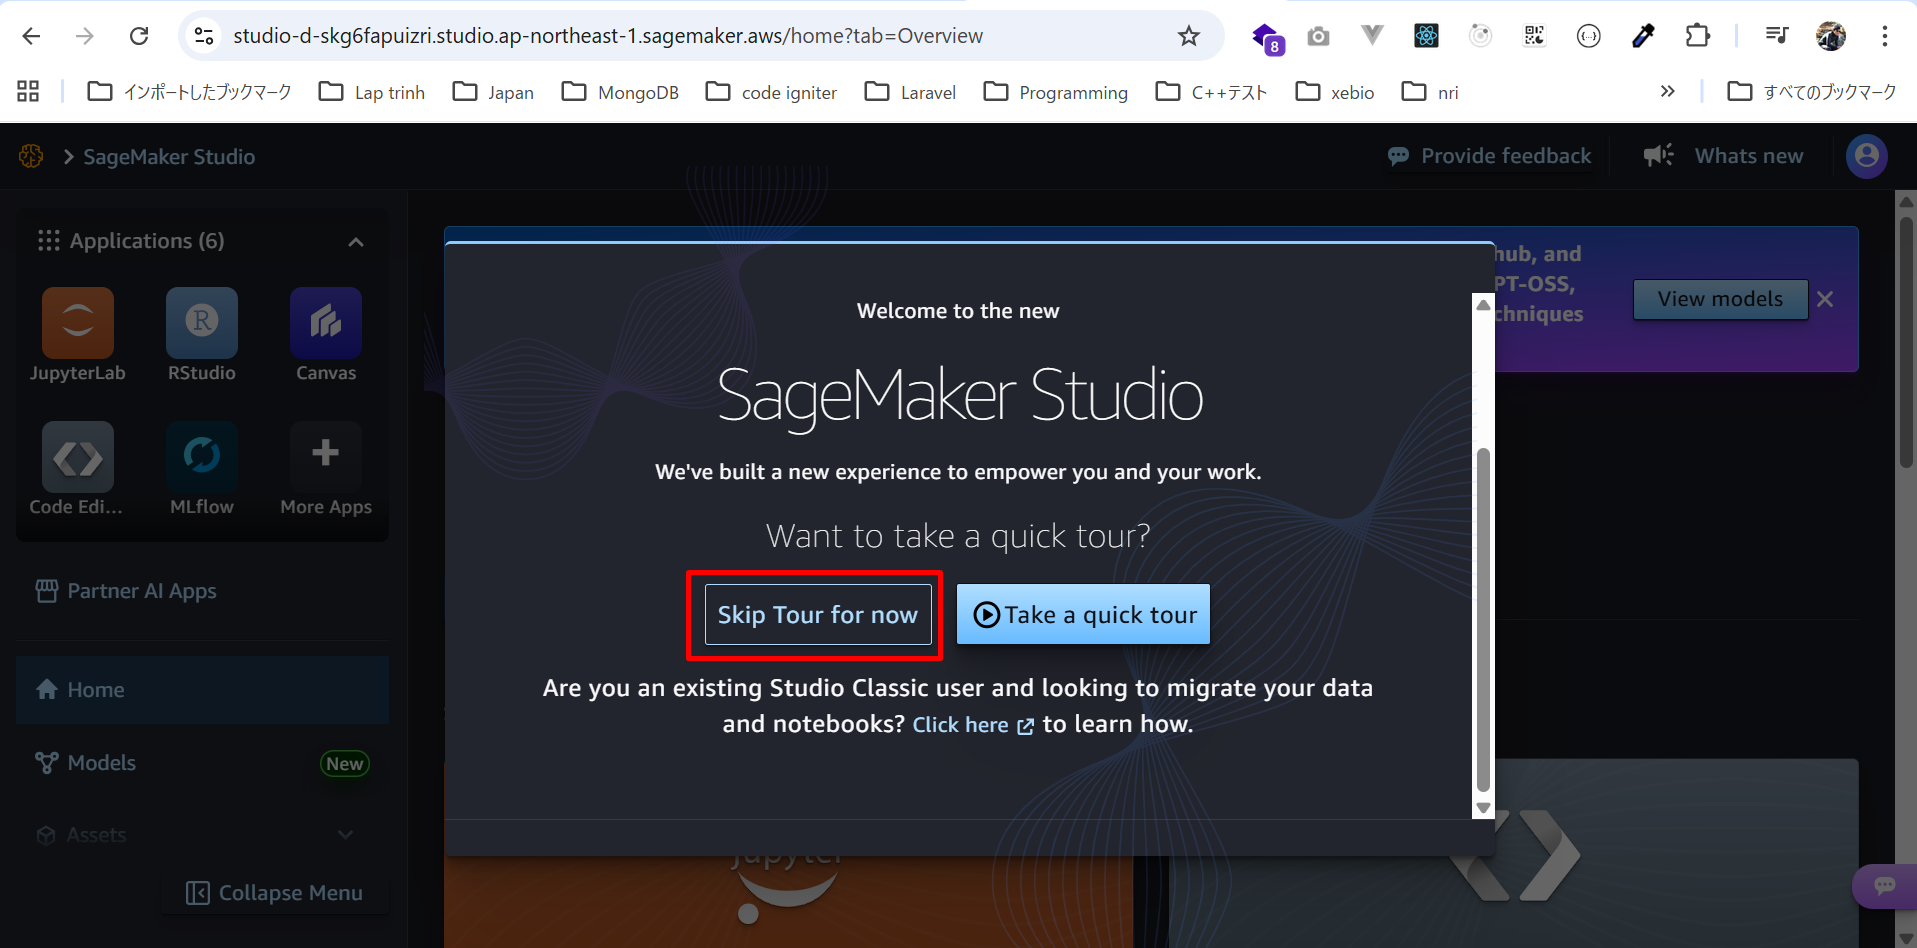 studio-d-skg6fapuizri.studio.ap-northeast-1.sagemaker.aws/home?tab=Overview
8
インポートしたブックマーク Lap trinh Japan MongoDB code igniter Laravel Programming C++テスト xebio nri » すべてのブックマーク
SageMaker Studio
Provide feedback
Whats new
Applications (6)
JupyterLab
RStudio
Canvas
Code Edi...
MLflow
More Apps
Partner AI Apps
Home
Models New
Assets
Collapse Menu
hub, and
PT-OSS,
chniques
View models
Welcome to the new
SageMaker Studio
We've built a new experience to empower you and your work.
Want to take a quick tour?
Skip Tour for now
Take a quick tour
Are you an existing Studio Classic user and looking to migrate your data
and notebooks? Click here to learn how.
jupyter